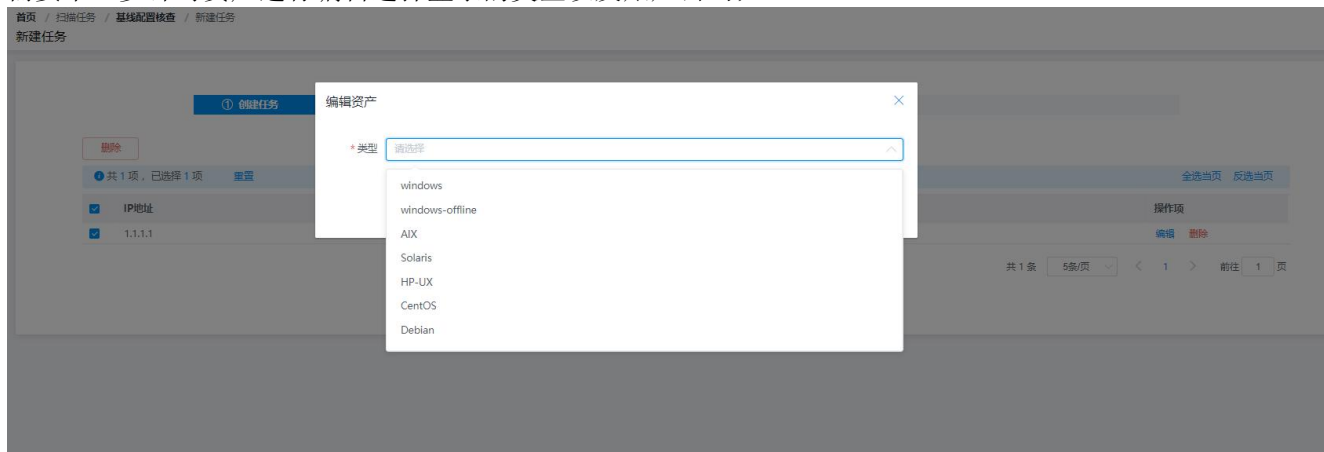 首页 / 扫描任务 / 基线配置核查 / 新建任务
新建任务
① 创建任务
编辑资产
删除
*类型 请选择
共 1 项，已选择 1 项 重置
全选当页 反选当页
windows
windows-offline
AIX
Solaris
HP-UX
CentOS
Debian
IP地址
操作项
1.1.1.1
编辑 删除
共 1 条 5条/页 1 前往 1 页